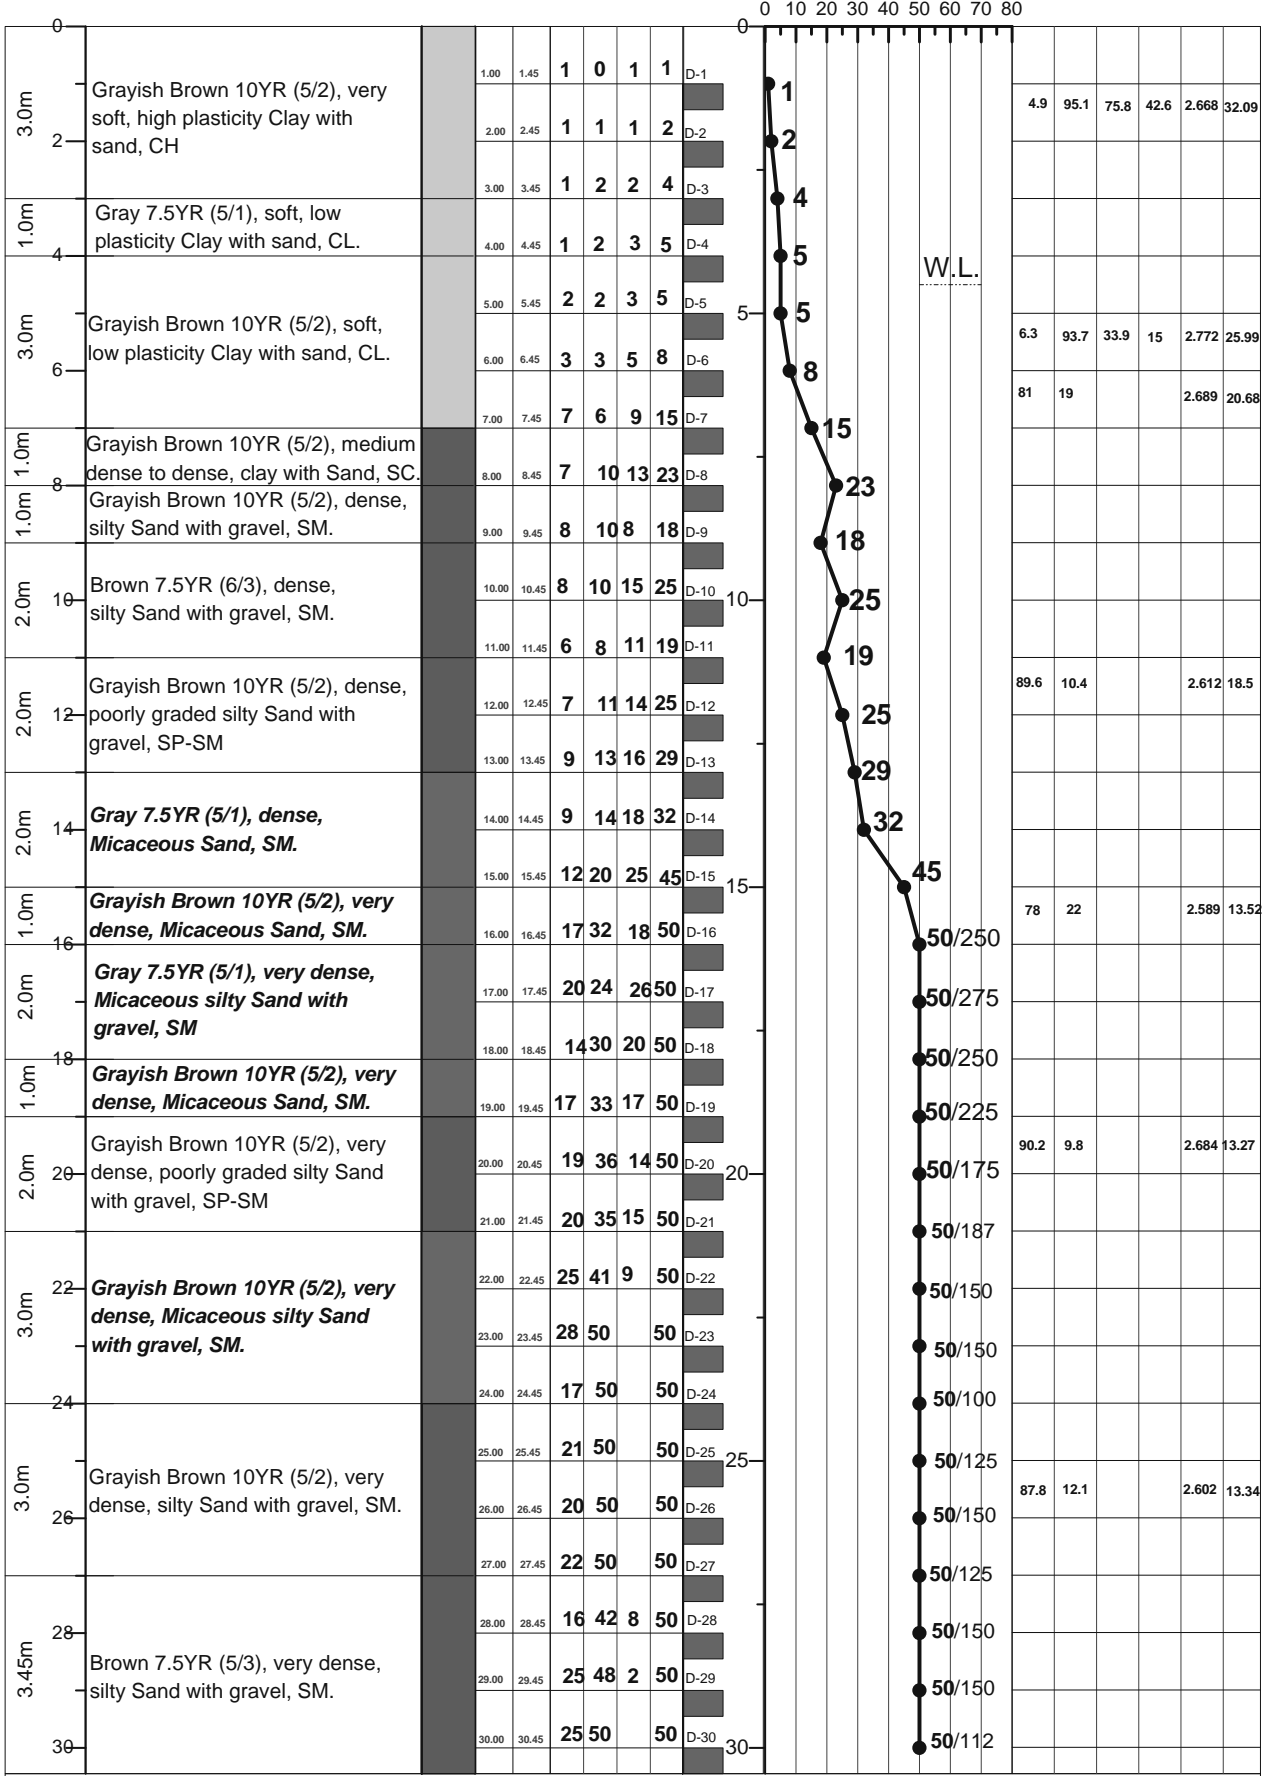 0 10 20 30 40 50 60 70 80
0 0
1.00 1.45 1 0 1 1 D-1
1
3.0m
Grayish Brown 10YR (5/2), very
soft, high plasticity Clay with
sand, CH
4.9 95.1 75.8 42.6 2.668 32.09
2.00 2.45 1 1 1 2 D-2
2 2
3.00 3.45 1 2 2 4 D-3
4
1.0m
Gray 7.5YR (5/1), soft, low
plasticity Clay with sand, CL.
4.00 4.45 1 2 3 5 D-4
4 5
W.L.
5.00 5.45 2 2 3 5 D-5
5 5
3.0m
Grayish Brown 10YR (5/2), soft,
low plasticity Clay with sand, CL.
6.3 93.7 33.9 15 2.772 25.99
6.00 6.45 3 3 5 8 D-6
6 8
81 19 2.689 20.68
7.00 7.45 7 6 9 15 D-7
15
1.0m
Grayish Brown 10YR (5/2), medium
dense to dense, clay with Sand, SC.
8.00 8.45 7 10 13 23 D-8
8 23
1.0m
Grayish Brown 10YR (5/2), dense,
silty Sand with gravel, SM.
9.00 9.45 8 10 8 18 D-9
18
2.0m
Brown 7.5YR (6/3), dense,
silty Sand with gravel, SM.
10.00 10.45 8 10 15 25 D-10
10 10 25
11.00 11.45 6 8 11 19 D-11
19
2.0m
Grayish Brown 10YR (5/2), dense,
poorly graded silty Sand with
gravel, SP-SM
89.6 10.4 2.612 18.5
12.00 12.45 7 11 14 25 D-12
12 25
13.00 13.45 9 13 16 29 D-13
29
2.0m
Gray 7.5YR (5/1), dense,
Micaceous Sand, SM.
14.00 14.45 9 14 18 32 D-14
14 32
15.00 15.45 12 20 25 45 D-15
15 45
1.0m
Grayish Brown 10YR (5/2), very
dense, Micaceous Sand, SM.
78 22 2.589 13.52
16.00 16.45 17 32 18 50 D-16
16 50/250
2.0m
Gray 7.5YR (5/1), very dense,
Micaceous silty Sand with
gravel, SM
17.00 17.45 20 24 26 50 D-17
50/275
18.00 18.45 14 30 20 50 D-18
18 50/250
1.0m
Grayish Brown 10YR (5/2), very
dense, Micaceous Sand, SM.
19.00 19.45 17 33 17 50 D-19
50/225
2.0m
Grayish Brown 10YR (5/2), very
dense, poorly graded silty Sand
with gravel, SP-SM
90.2 9.8 2.684 13.27
20.00 20.45 19 36 14 50 D-20
20 20 50/175
21.00 21.45 20 35 15 50 D-21
50/187
3.0m
Grayish Brown 10YR (5/2), very
dense, Micaceous silty Sand
with gravel, SM.
22.00 22.45 25 41 9 50 D-22
22 50/150
23.00 23.45 28 50 50 D-23
50/150
24.00 24.45 17 50 50 D-24
24 50/100
25.00 25.45 21 50 50 D-25
25 50/125
3.0m
Grayish Brown 10YR (5/2), very
dense, silty Sand with gravel, SM.
87.8 12.1 2.602 13.34
26.00 26.45 20 50 50 D-26
26 50/150
27.00 27.45 22 50 50 D-27
50/125
28.00 28.45 16 42 8 50 D-28
28 50/150
3.45m
Brown 7.5YR (5/3), very dense,
silty Sand with gravel, SM.
29.00 29.45 25 48 2 50 D-29
50/150
30.00 30.45 25 50 50 D-30
30 30 50/112